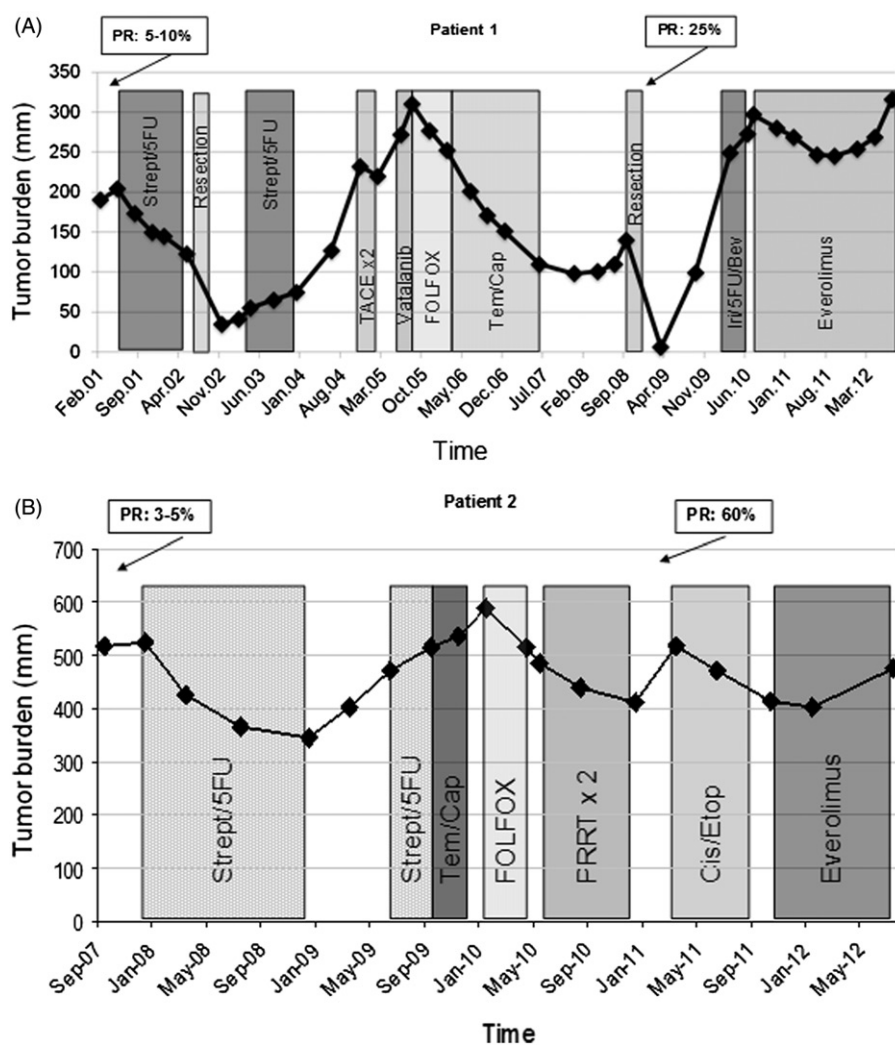 (A)
PR: 5-10%
Patient 1
PR: 25%
Tumor burden (mm)
350
300
250
200
150
100
50
0
Strept/5FU
Resection
Strept/5FU
TACE x2
Vatalanib
FOLFOX
Tem/Cap
Resection
Iri/5FU/Bev
Everolimus
Feb.01
Sep.01
Apr.02
Nov.02
Jun.03
Jan.04
Aug.04
Mar.05
Oct.05
May.06
Dec.06
Jul.07
Feb.08
Sep.08
Apr.09
Nov.09
Jun.10
Jan.11
Aug.11
Mar.12
Time
(B)
Patient 2
PR: 3-5%
PR: 60%
Tumor burden (mm)
700
600
500
400
300
200
100
0
Strept/5FU
Strept/5FU
Tem/Cap
FOLFOX
PRRT x 2
Cis/Etop
Everolimus
Sep-07
Jan-08
May-08
Sep-08
Jan-09
May-09
Sep-09
Jan-10
May-10
Sep-10
Jan-11
May-11
Sep-11
Jan-12
May-12
Time